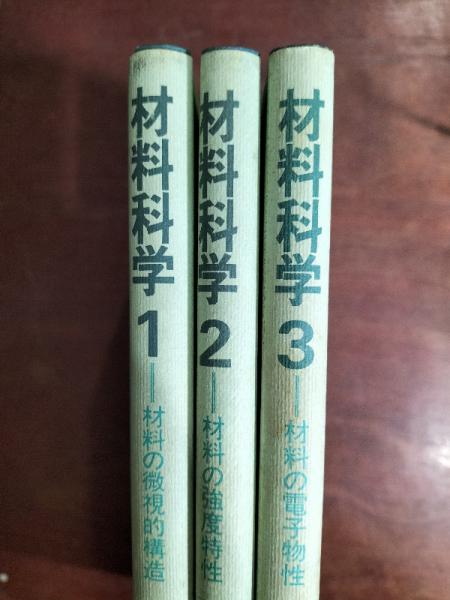 材料科学1
材料の微視的構造
材料科学2
材料の強度特性
材料科学3
材料の電子物性